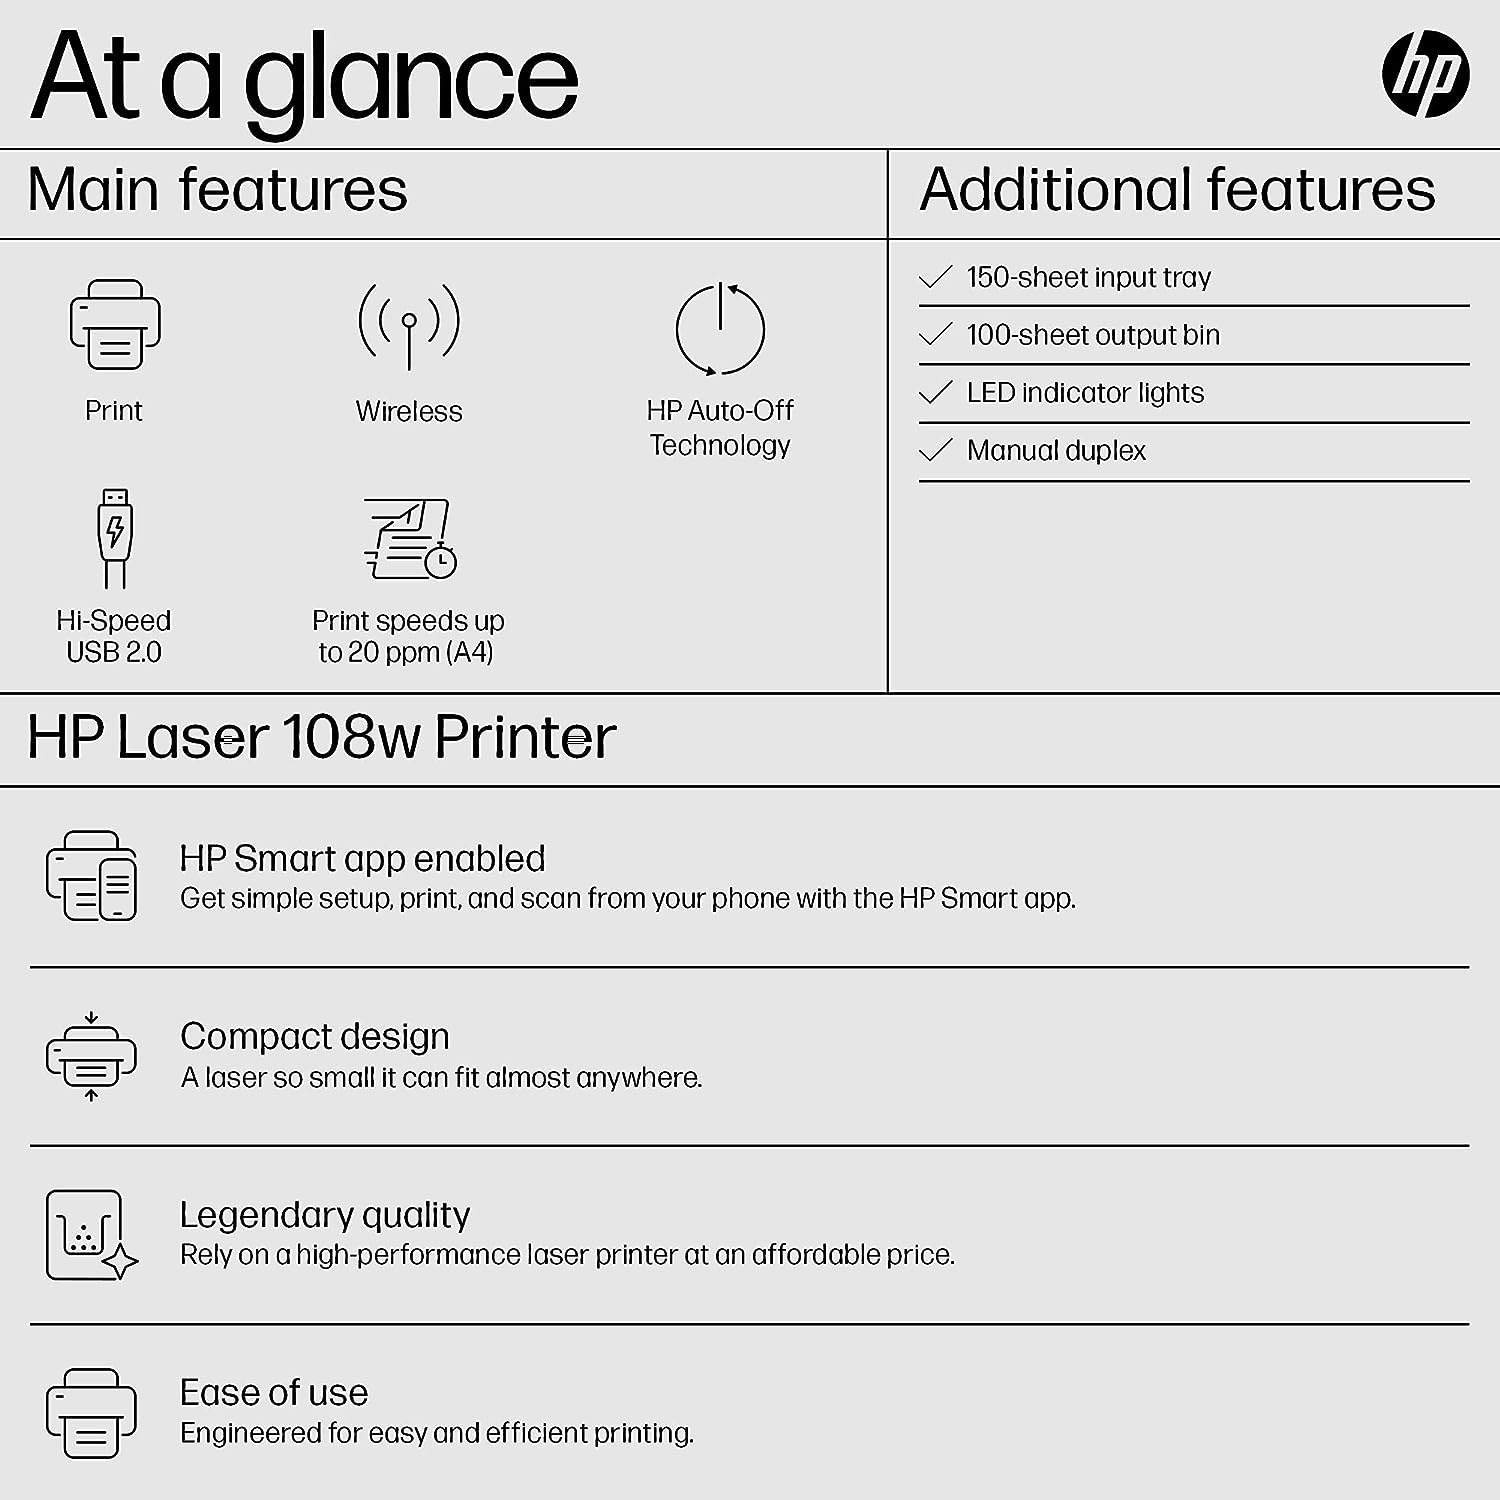 At a glance
hp
Main features
Additional features
Print
Wireless
HP Auto-Off
Technology
Hi-Speed
USB 2.0
Print speeds up
to 20 ppm (A4)
150-sheet input tray
100-sheet output bin
LED indicator lights
Manual duplex
HP Laser 108w Printer
HP Smart app enabled
Get simple setup, print, and scan from your phone with the HP Smart app.
Compact design
A laser so small it can fit almost anywhere.
Legendary quality
Rely on a high-performance laser printer at an affordable price.
Ease of use
Engineered for easy and efficient printing.